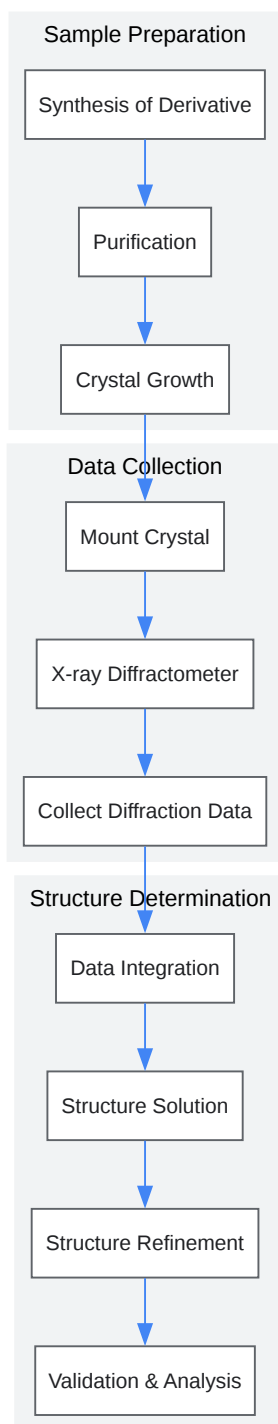 Sample Preparation
Synthesis of Derivative
Purification
Crystal Growth
Data Collection
Mount Crystal
X-ray Diffractometer
Collect Diffraction Data
Structure Determination
Data Integration
Structure Solution
Structure Refinement
Validation & Analysis